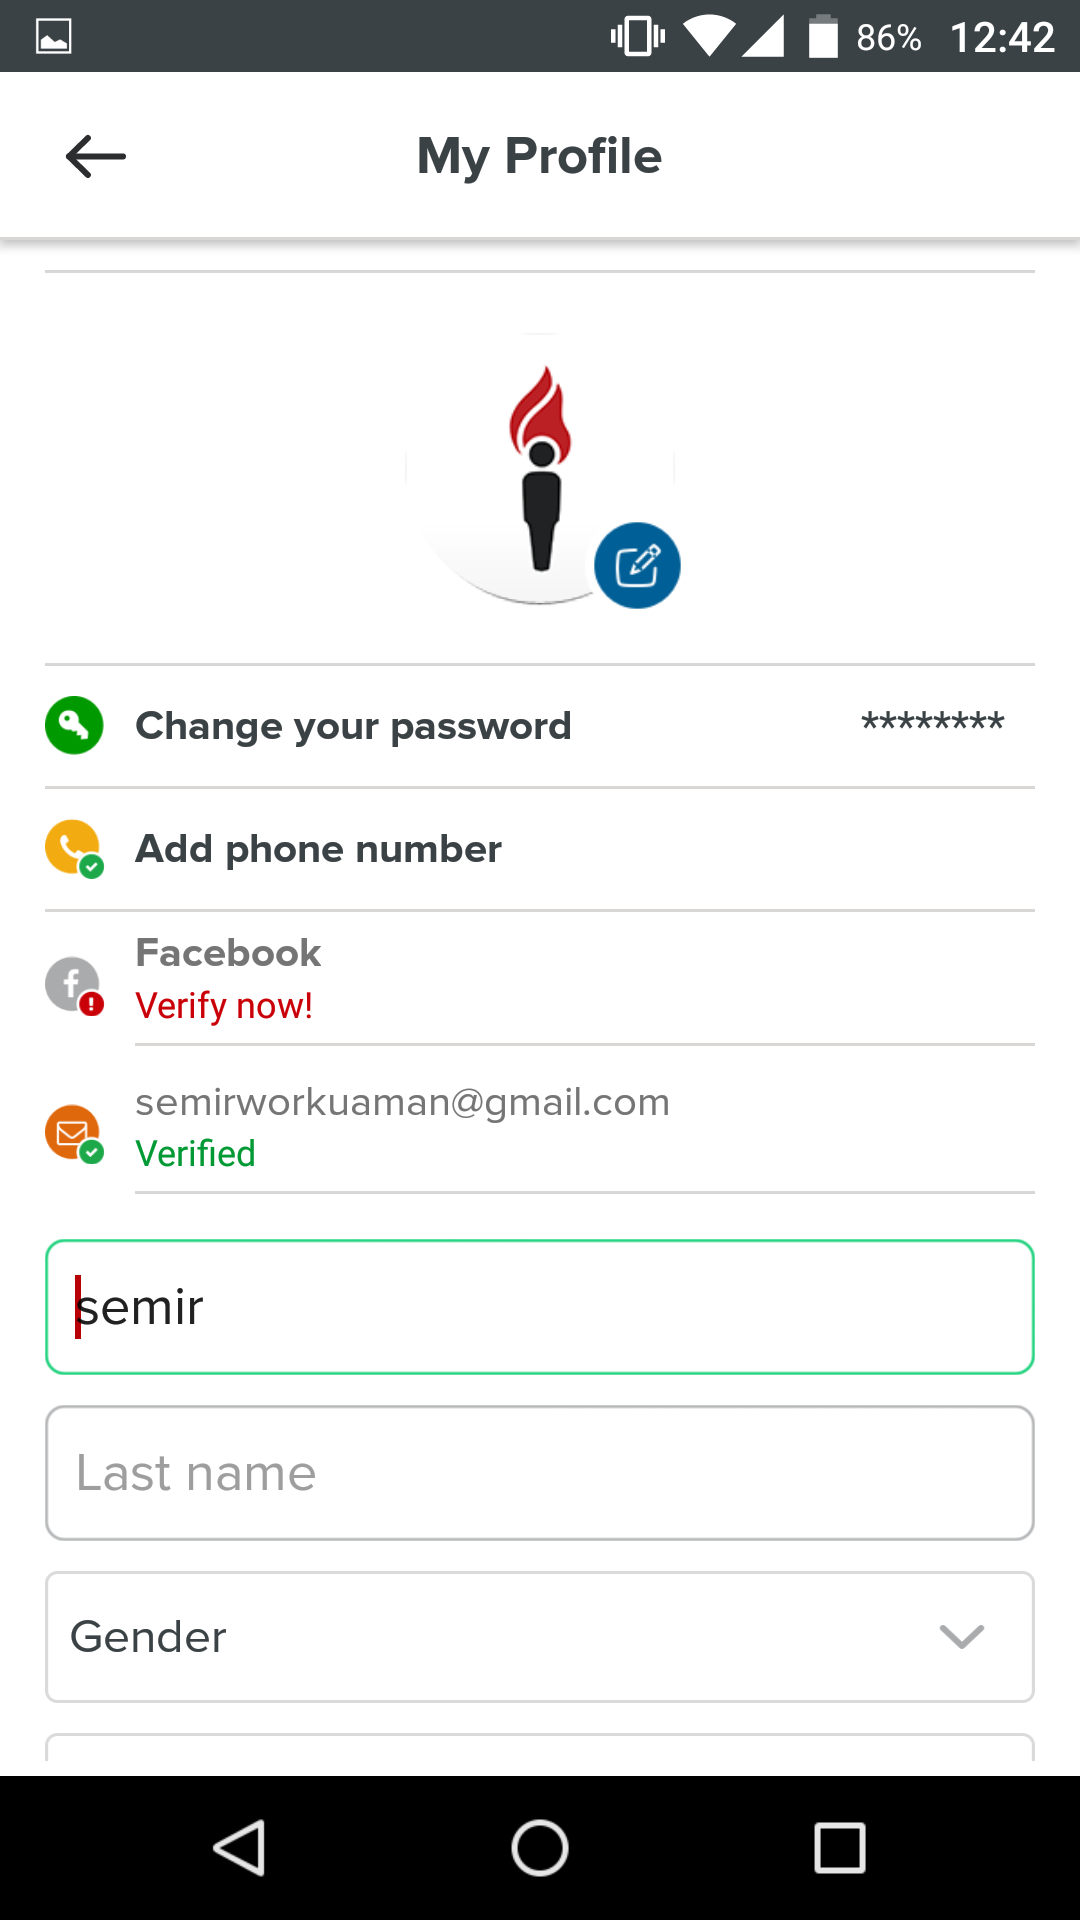 86% 12:42
My Profile
Change your password ********
Add phone number
Facebook
Verify now!
semirworkuaman@gmail.com
Verified
semir
Last name
Gender